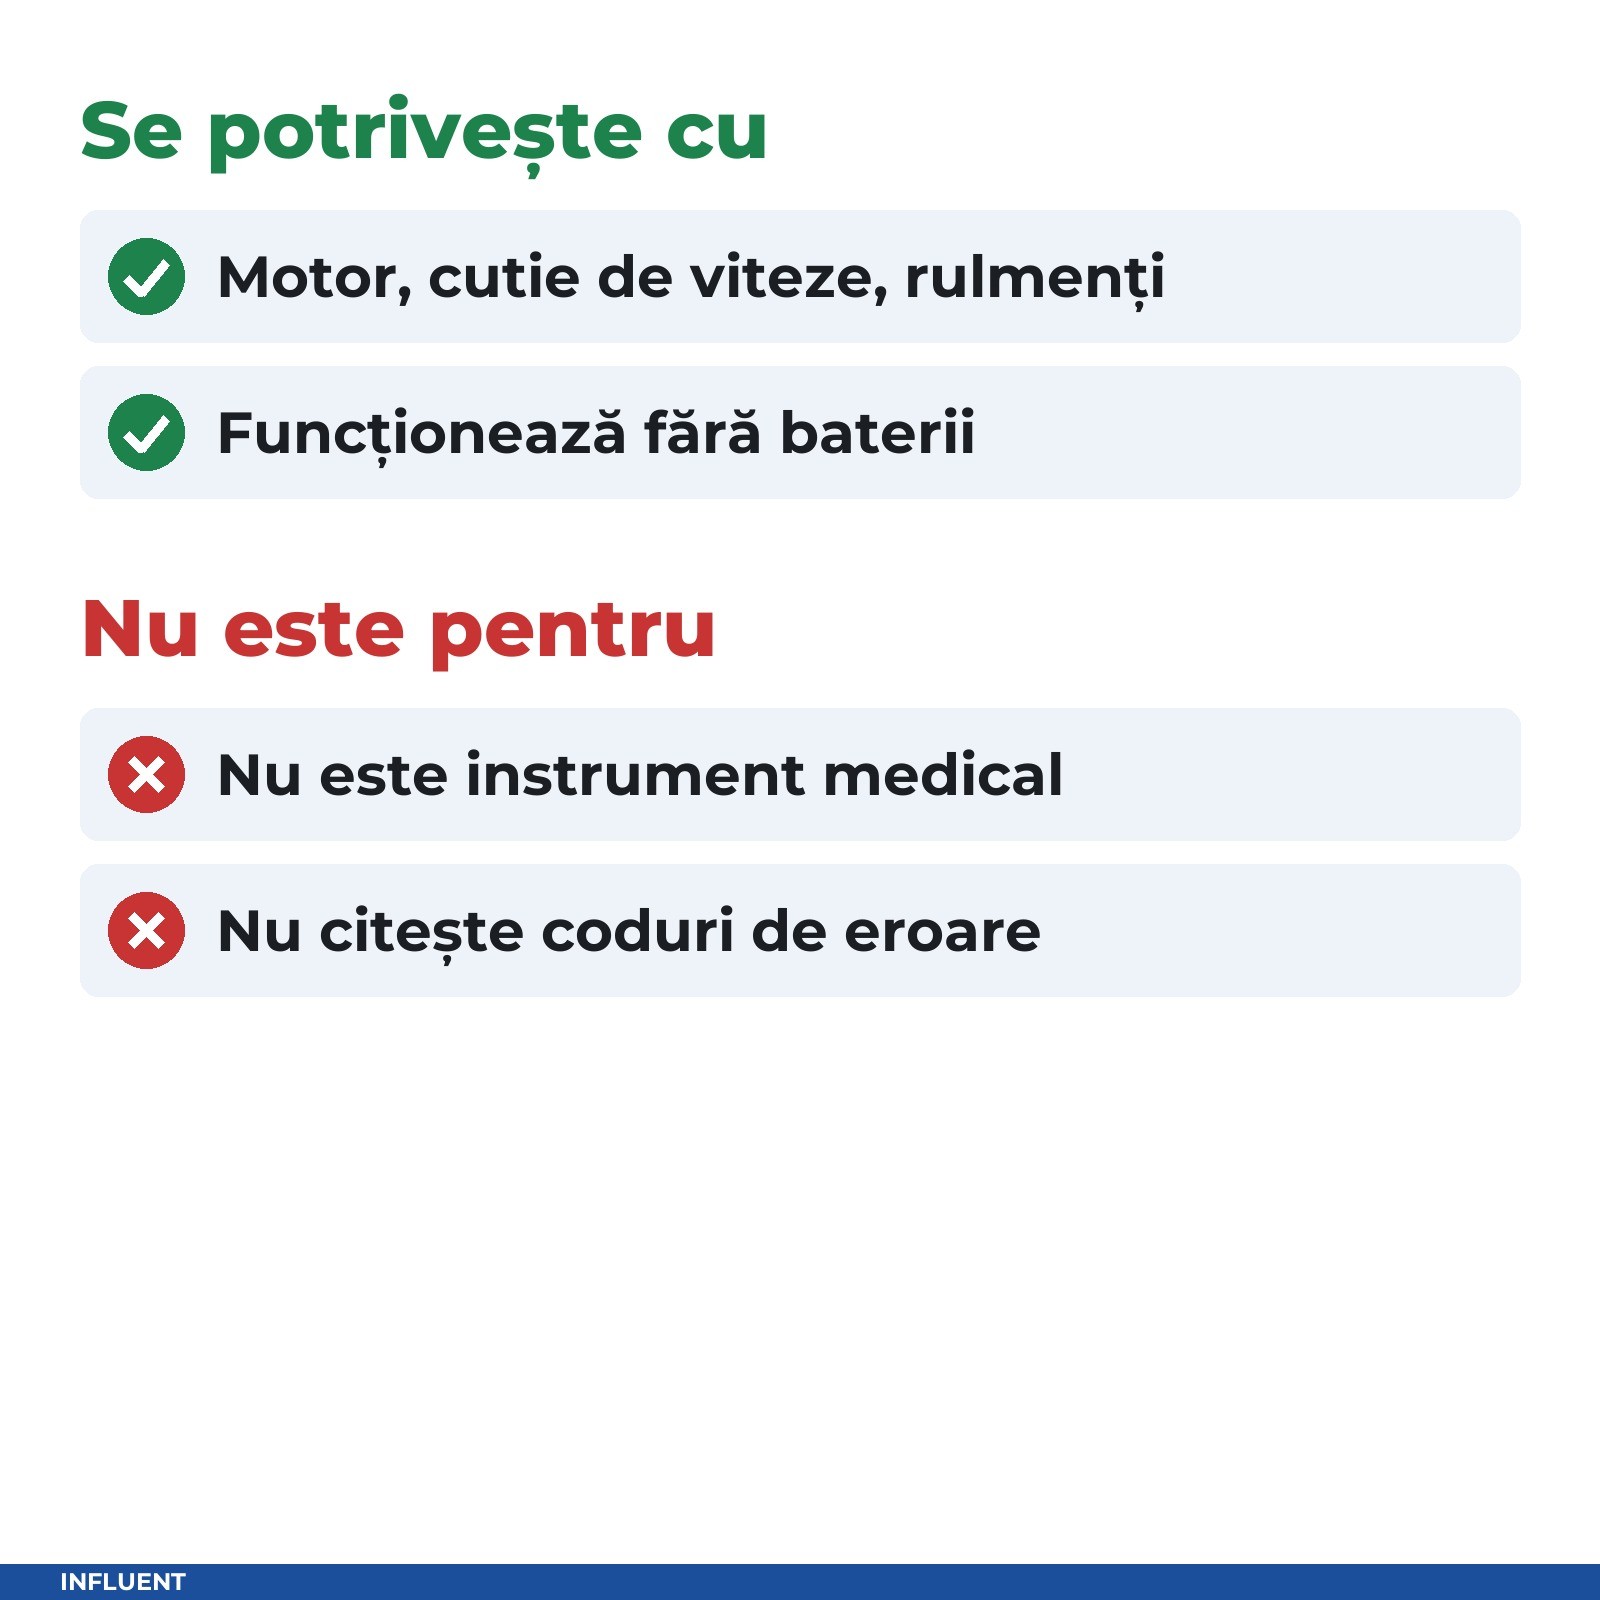 Se potrivește cu
Motor, cutie de viteze, rulmenți
Funcționează fără baterii
Nu este pentru
Nu este instrument medical
Nu citește coduri de eroare
INFLUENT